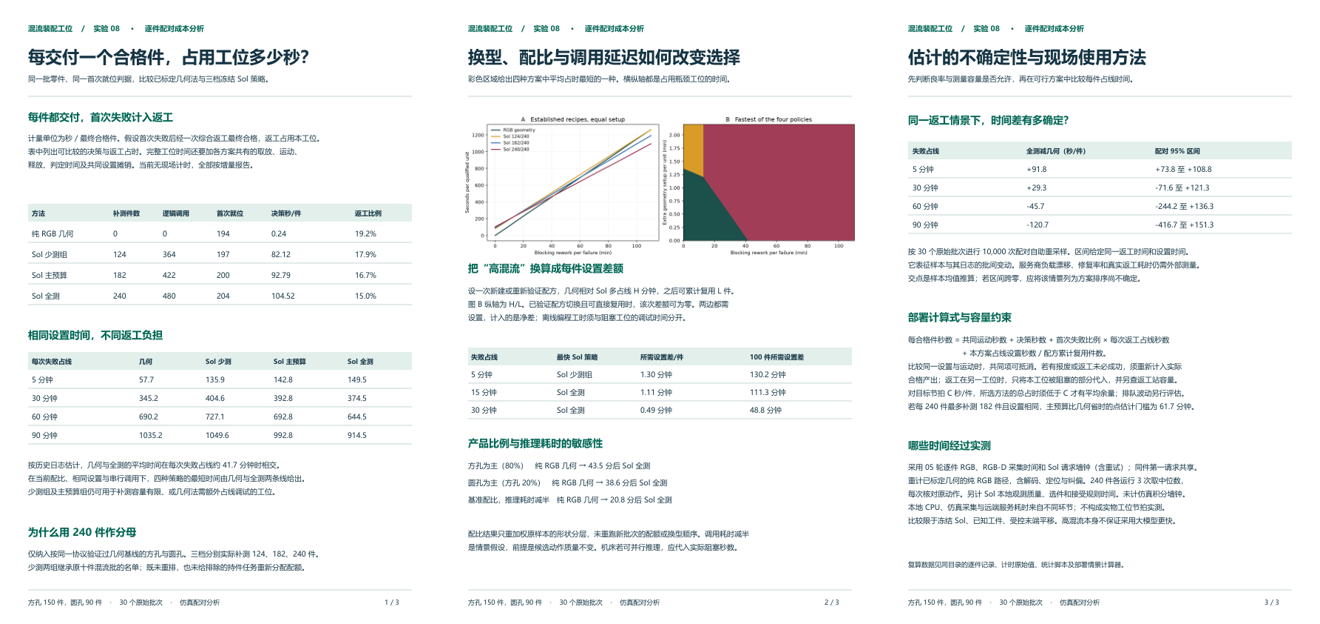 混流装配工位 / 实验 08 • 逐件配对成本分析
每交付一个合格件，占用工位多少秒？
同一批零件、同一首次就位判据，比较已标定几何法与三档冻结 Sol 策略。
每件都交付，首次失败计入返工
计量单位为秒 / 最终合格件。假设首次失败后经一次综合返工最终合格，返工占用本工位。
表中列出可比较的决策与返工占时。完整工位时间还要加各方案共有的取放、运动、
释放、判定时间及共同设置摊销。当前无现场计时，全部按增量报告。
方法 补测件数 逻辑调用 首次就位 决策秒/件 返工比例
纯 RGB 几何 0 0 194 0.24 19.2%
Sol 少测组 124 364 197 82.12 17.9%
Sol 主预算 182 422 200 92.79 16.7%
Sol 全测 240 480 204 104.52 15.0%
相同设置时间，不同返工负担
每次失败占线 几何 Sol 少测 Sol 主预算 Sol 全测
5 分钟 57.7 135.9 142.8 149.5
30 分钟 345.2 404.6 392.8 374.5
60 分钟 690.2 727.1 692.8 644.5
90 分钟 1035.2 1049.6 992.8 914.5
按历史日志估计，几何与全测的平均时间在每次失败占线约 41.7 分钟时相交。
在当前配比、相同设置与串行调用下，四种策略的最短时间由几何与全测两条线给出。
少测组及主预算组仍可用于补测容量有限、或几何法需额外占线调试的工位。
为什么用 240 件作分母
仅纳入按同一协议验证过几何基线的方孔与圆孔。三档分别实际补测 124、182、240 件。
少测两组继承原十件混流批的名单；既未重排，也未给排除的持件任务重新分配配额。
方孔 150 件，圆孔 90 件 · 30 个原始批次 · 仿真配对分析
1 / 3
混流装配工位 / 实验 08 • 逐件配对成本分析
换型、配比与调用延迟如何改变选择
彩色区域给出四种方案中平均占时最短的一种。横纵轴都是占用瓶颈工位的时间。
A Established recipes, equal setup
RGB geometry
Sol 124/240
Sol 182/240
Sol 240/240
Seconds per qualified unit
0 200 400 600 800 1000 1200
0 20 40 60 80 100
Blocking rework per failure (min)
B Fastest of the four policies
Extra geometry setup per unit (min)
0.00 0.25 0.50 0.75 1.00 1.25 1.50 1.75 2.00
0 20 40 60 80 100
Blocking rework per failure (min)
把“高混流”换算成每件设置差额
设一次新建或重新验证配方，几何相对 Sol 多占线 H 分钟，之后可累计复用 L 件。
图 B 纵轴为 H/L。已验证配方切换且可直接复用时，该次差额可为零。两边都需
设置，计入的是净差；离线编程工时须与阻塞工位的调试时间分开。
失败占线 最快 Sol 策略 所需设置差/件 100 件所需设置差
5 分钟 Sol 少测组 1.30 分钟 130.2 分钟
15 分钟 Sol 全测 1.11 分钟 111.3 分钟
30 分钟 Sol 全测 0.49 分钟 48.8 分钟
产品比例与推理耗时的敏感性
方孔为主（80%） 纯 RGB 几何 → 43.5 分后 Sol 全测
圆孔为主（方孔 20%） 纯 RGB 几何 → 38.6 分后 Sol 全测
基准配比，推理耗时减半 纯 RGB 几何 → 20.8 分后 Sol 全测
配比结果只重加权原样本的形状分层，未重跑新批次的配额或换型顺序。调用耗时减半
是情景假设，前提是候选动作质量不变。机床若可并行推理，应代入实际阻塞秒数。
方孔 150 件，圆孔 90 件 · 30 个原始批次 · 仿真配对分析
2 / 3
混流装配工位 / 实验 08 • 逐件配对成本分析
估计的不确定性与现场使用方法
先判断良率与测量容量是否允许，再在可行方案中比较每件占线时间。
同一返工情景下，时间差有多确定？
失败占线 全测减几何（秒/件） 配对 95% 区间
5 分钟 +91.8 +73.8 至 +108.8
30 分钟 +29.3 -71.6 至 +121.3
60 分钟 -45.7 -244.2 至 +136.3
90 分钟 -120.7 -416.7 至 +151.3
按 30 个原始批次进行 10,000 次配对自助重采样。区间给定同一返工时间和设置时间。
它表征样本与其日志的批间变动。服务商负载漂移、修复率和真实返工耗时仍需外部测量。
交点是样本均值推算；若区间跨零，应将该情景列为方案排序尚不确定。
部署计算式与容量约束
每合格件秒数 = 共同运动秒数 + 决策秒数 + 首次失败比例 × 每次返工占线秒数
+ 本方案占线设置秒数 / 配方累计复用件数。
比较同一设置与运动时，共同项可抵消。若有报废或返工未必成功，须重新计入实际
合格产出；返工在另一工位时，只将本工位被阻塞的部分代入，并另查返工站容量。
对目标节拍 C 秒/件，所选方法的总占时须低于 C 才有平均余量；排队波动另行评估。
若每 240 件最多补测 182 件且设置相同，主预算比几何省时的点估计门槛为 61.7 分钟。
哪些时间经过实测
采用 05 轮逐件 RGB、RGB-D 采集时间和 Sol 请求墙钟（含重试）；同件第一请求共享。
重计已标定几何的纯 RGB 路径，含解码、定位与纠偏。240 件各运行 3 次取中位数，
每次核对原动作。另计 Sol 本地观测质量、选件和接受规则时间。未计仿真积分墙钟。
本地 CPU、仿真采集与远端服务耗时来自不同环节；不构成实物工位节拍实测。
比较限于冻结 Sol、已知工件、受控末端平移。高混流本身不保证采用大模型更快。
复算数据见同目录的逐件记录、计时原始值、统计脚本及部署情景计算器。
方孔 150 件，圆孔 90 件 · 30 个原始批次 · 仿真配对分析
3 / 3